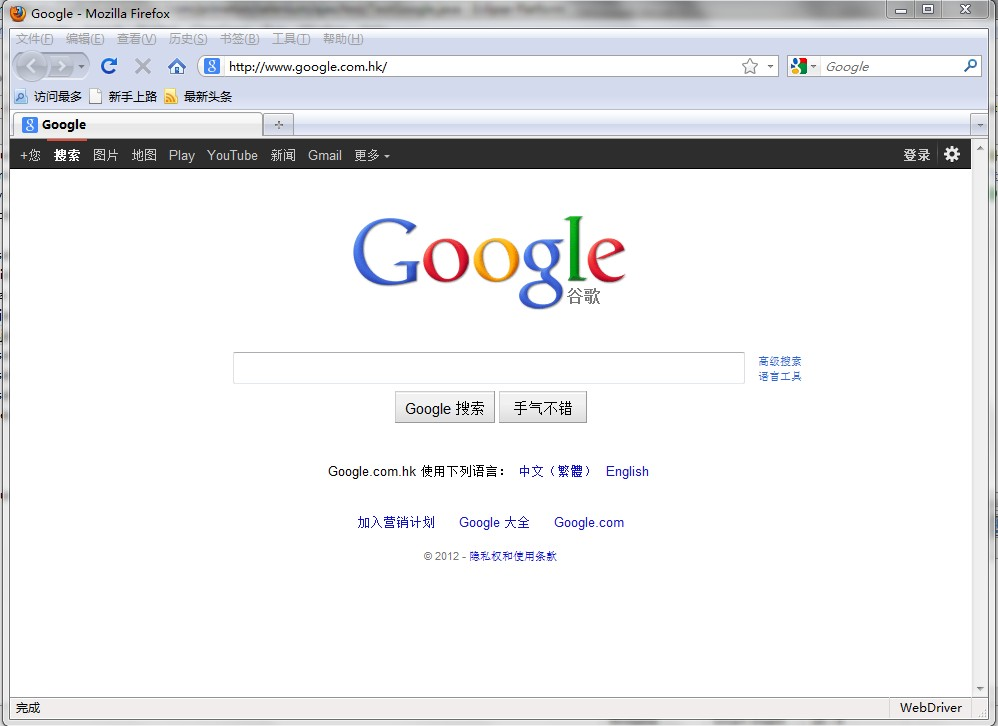 Google - Mozilla Firefox
文件(F) 编辑(E) 查看(V) 历史(S) 书签(B) 工具(T) 帮助(H)
http://www.google.com.hk/ Google
访问最多 新手上路 最新头条
Google
+您 搜索 图片 地图 Play YouTube 新闻 Gmail 更多 登录
Google
谷歌
高级搜索
语言工具
Google 搜索 手气不错
Google.com.hk 使用下列语言： 中文（繁體） English
加入营销计划 Google 大全 Google.com
© 2012 - 隐私权和使用条款
完成 WebDriver